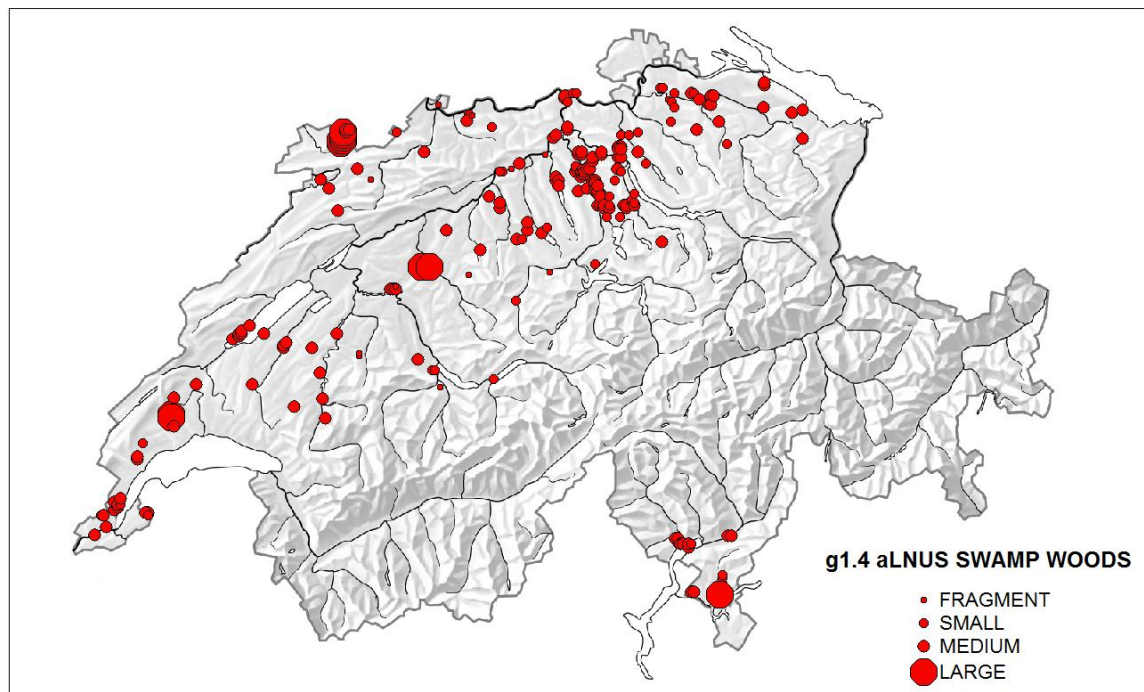 g1.4 aLNUS SWAMP WOODS
FRAGMENT
SMALL
MEDIUM
LARGE